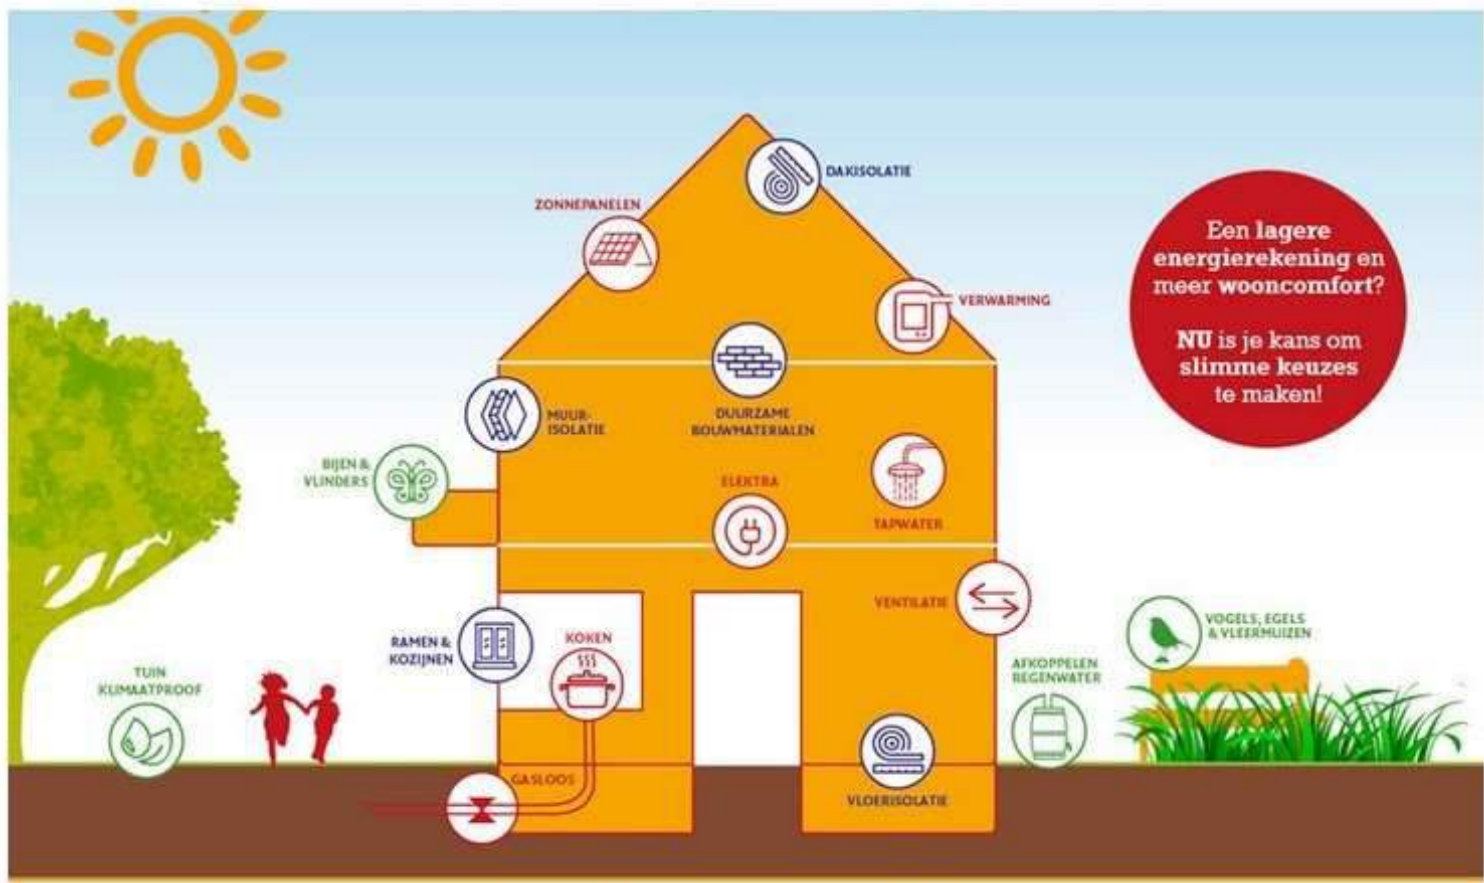 DAKISOLATIE
ZONNEPANELEN
Een lagere
energierekening en
meer wooncomfort?
NU is je kans om
slimme keuzes
te maken!
VERWARMING
MUUR-
ISOLATIE
DUURZAME
BOUWMATERIALEN
BIJEN &
VLINDERS
ELEKTRA
TAPWATER
VENTILATIE
RAMEN &
KOZIJNEN
KOKEN
VOGELS, EGELS
& VLEERMUIZEN
TUIN
KLIMAATPROOF
AFKOPPELEN
REGENWATER
GASLOOS
VLOERISOLATIE